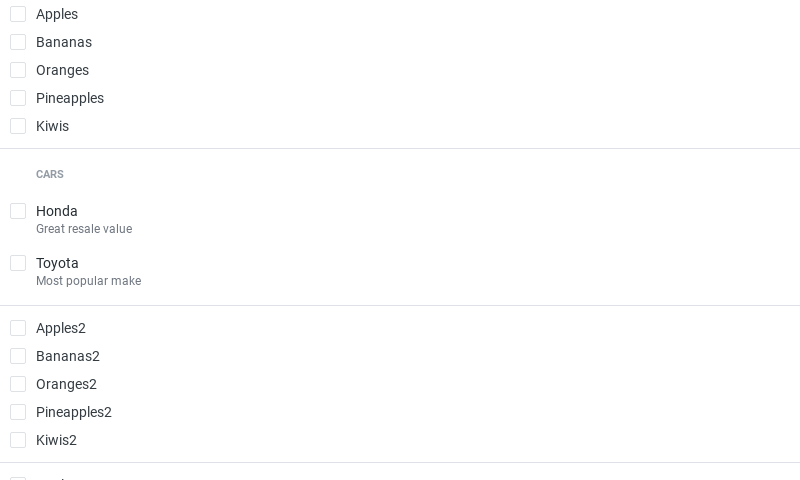 Apples
Bananas
Oranges
Pineapples
Kiwis
CARS
Honda
Great resale value
Toyota
Most popular make
Apples2
Bananas2
Oranges2
Pineapples2
Kiwis2